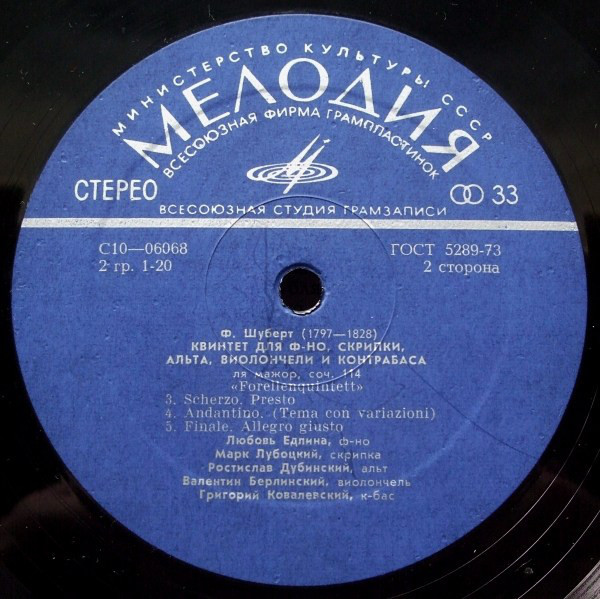 МИНИСТЕРСТВО КУЛЬТУРЫ СССР
МЕЛОДИЯ
ВСЕСОЮЗНАЯ ФИРМА ГРАМПЛАСТИНОК
СТЕРЕО
33
ВСЕСОЮЗНАЯ СТУДИЯ ГРАМЗАПИСИ
С10—06068
ГОСТ 5289-73
2 гр. 1-20
2 сторона
Ф. Шуберт (1797—1828)
КВИНТЕТ ДЛЯ Ф-НО, СКРИПКИ,
АЛЬТА, ВИОЛОНЧЕЛИ И КОНТРАБАСА
ля мажор, соч. 114
«Forellenquintett»
3. Scherzo. Presto
4. Andantino. (Tema con variazioni)
5. Finale. Allegro giusto
Любовь Едлина, ф-но
Марк Лубоцкий, скрипка
Ростислав Дубинский, альт
Валентин Берлинский, виолончель
Григорий Ковалевский, к-бас